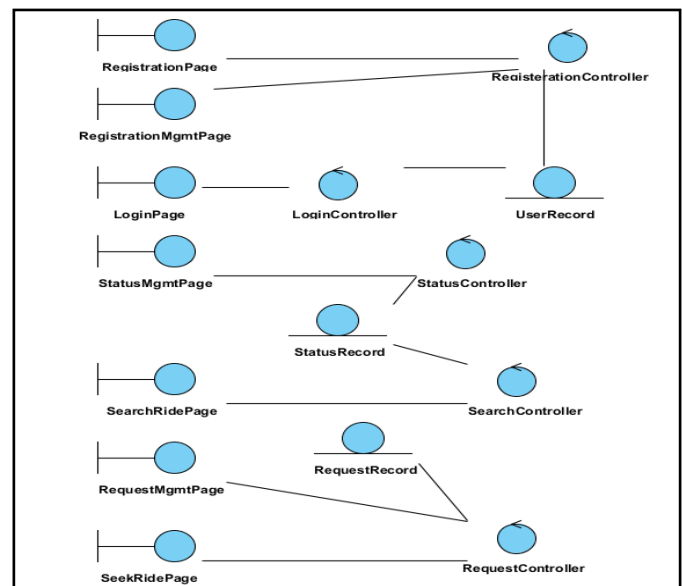 RegistrationPage
RegisterationController
RegistrationMgmtPage
LoginPage
LoginController
UserRecord
StatusMgmtPage
StatusController
StatusRecord
SearchRidePage
SearchController
RequestRecord
RequestMgmtPage
RequestController
SeekRidePage